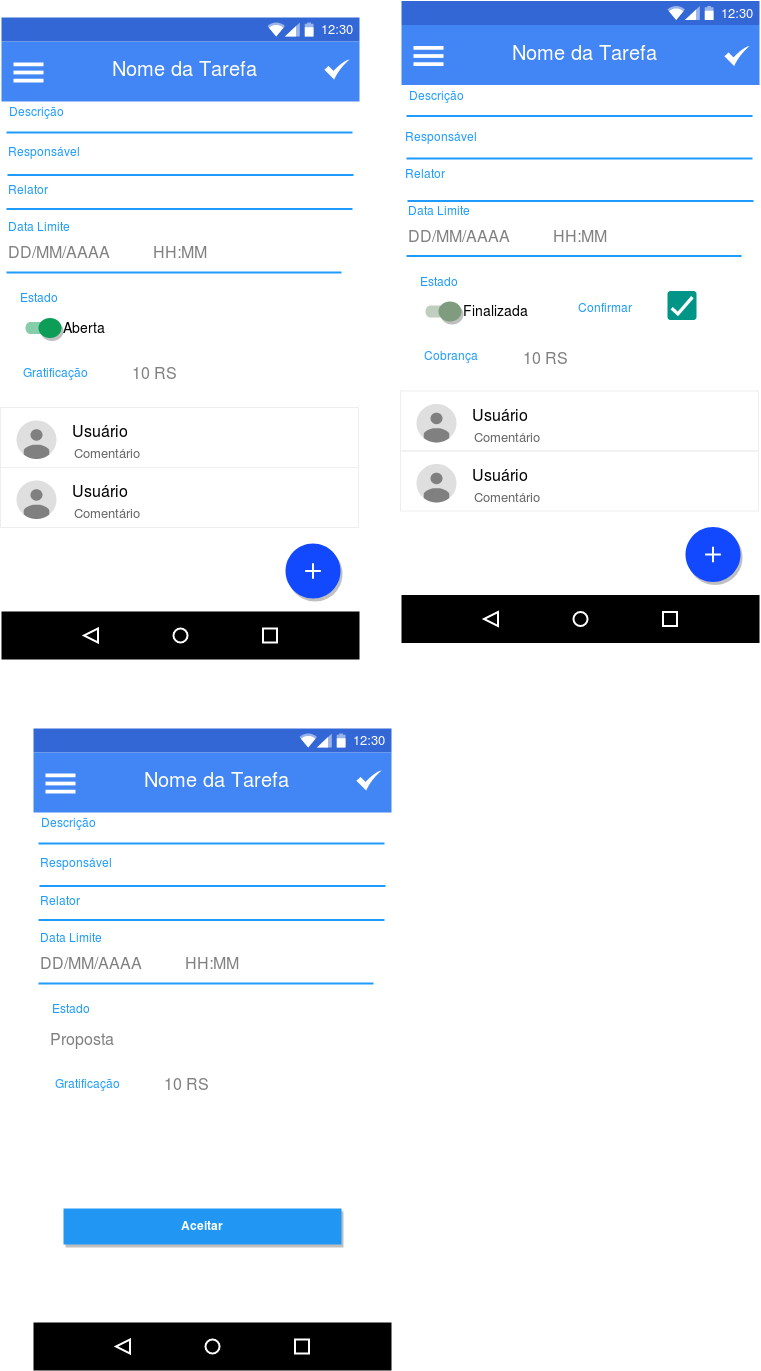 12:30
Nome da Tarefa
Descrição
Responsável
Relator
Data Limite
DD/MM/AAAA HH:MM
Estado
Aberta
Gratificação 10 RS
Usuário
Comentário
Usuário
Comentário
12:30
Nome da Tarefa
Descrição
Responsável
Relator
Data Limite
DD/MM/AAAA HH:MM
Estado
Finalizada Confirmar
Cobrança 10 RS
Usuário
Comentário
Usuário
Comentário
12:30
Nome da Tarefa
Descrição
Responsável
Relator
Data Limite
DD/MM/AAAA HH:MM
Estado
Proposta
Gratificação 10 RS
Aceitar